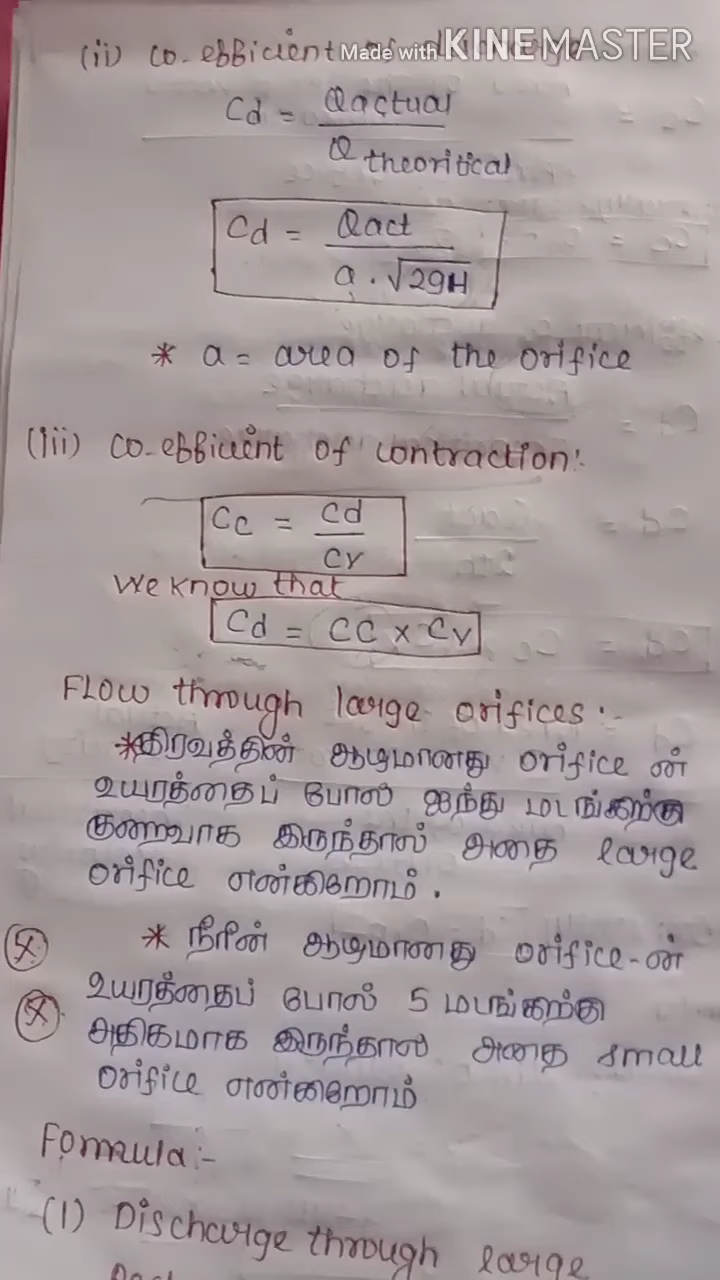 (ii) co-efficient
Made with KINEMASTER
Cd = Qactual / Q theoritical
Cd = Qact / a . √2gH
* a = area of the orifice
(iii) co-efficient of contraction:-
Cc = Cd / Cv
We know that
Cd = CC x Cv
Flow through large orifices :-
* திரவத்தின் ஆழமானது orifice ன்
உயரத்தைப் போல ஐந்து மடங்கிற்கு
குறைவாக இருந்தால் அதை large
orifice என்கிறோம்.
* நீரின் ஆழமானது orifice-ன்
உயரத்தைப் போல் 5 மடங்கிற்கு
அதிகமாக இருந்தால் அதை small
orifice என்கிறோம்
Formula:-
(1) Discharge through large